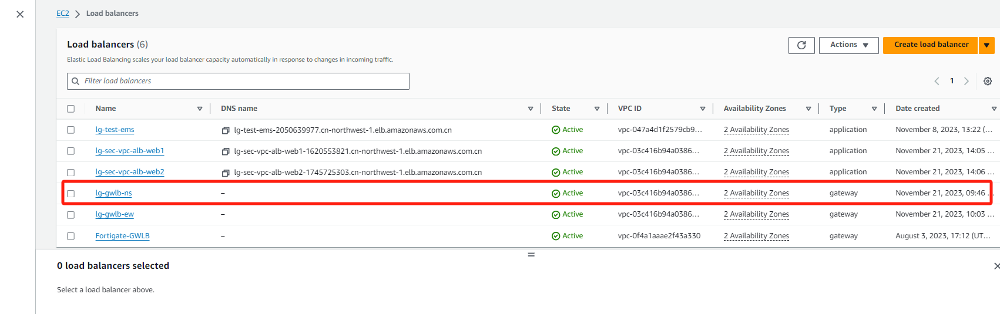 EC2 > Load balancers
Load balancers (6)
Actions
Create load balancer
Elastic Load Balancing scales your load balancer capacity automatically in response to changes in incoming traffic.
Filter load balancers
1
Name DNS name State VPC ID Availability Zones Type Date created
lg-test-ems lg-test-ems-2050639977.cn-northwest-1.elb.amazonaws.com.cn Active vpc-047a4d1f2579cb9... 2 Availability Zones application November 8, 2023, 13:22 (...
lg-sec-vpc-alb-web1 lg-sec-vpc-alb-web1-1620553821.cn-northwest-1.elb.amazonaws.com.cn Active vpc-03c416b94a0386... 2 Availability Zones application November 21, 2023, 14:05 ...
lg-sec-vpc-alb-web2 lg-sec-vpc-alb-web2-1745725303.cn-northwest-1.elb.amazonaws.com.cn Active vpc-03c416b94a0386... 2 Availability Zones application November 21, 2023, 14:06 ...
lg-gwlb-ns – Active vpc-03c416b94a0386... 2 Availability Zones gateway November 21, 2023, 09:46 ...
lg-gwlb-ew – Active vpc-03c416b94a0386... 2 Availability Zones gateway November 21, 2023, 10:03 ...
Fortigate-GWLB – Active vpc-0f4a1aaae2f43a330 2 Availability Zones gateway August 3, 2023, 17:12 (UT...
0 load balancers selected
Select a load balancer above.